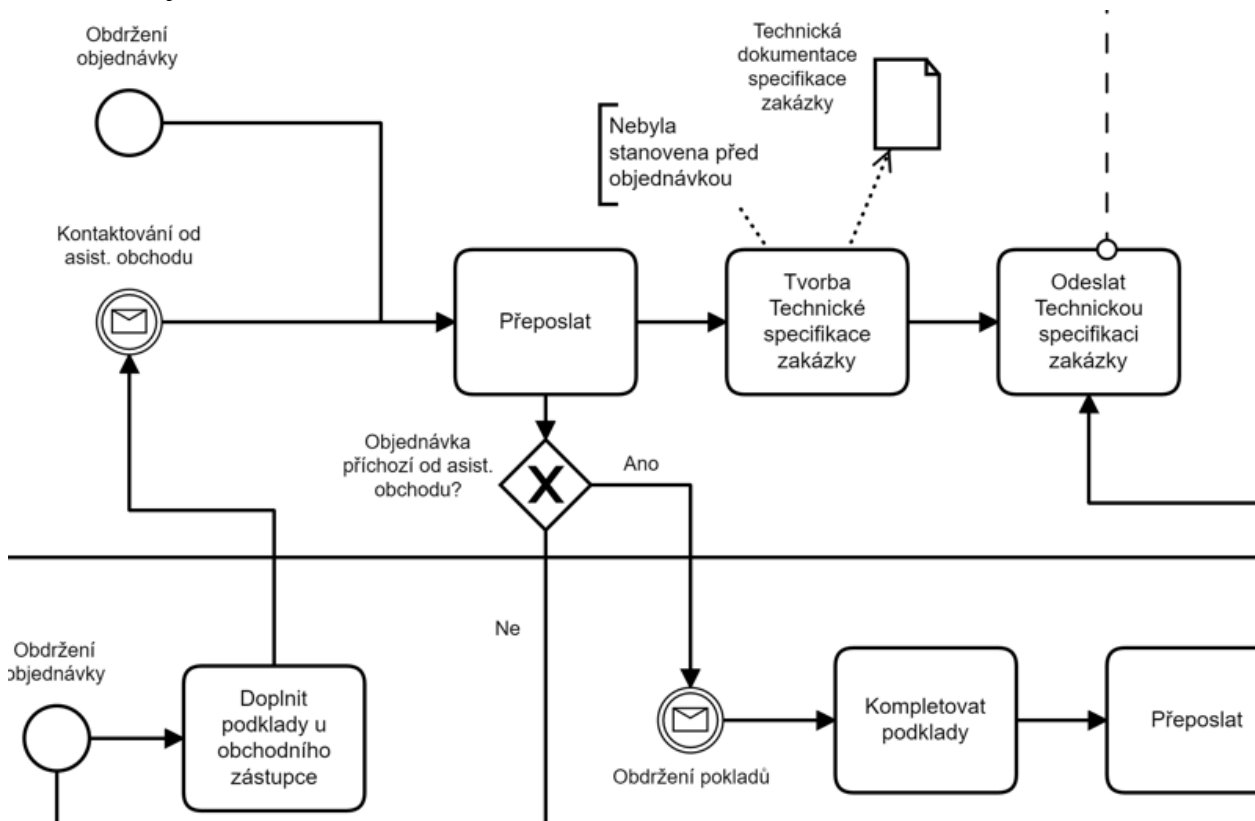 Obdržení
objednávky
Technická
dokumentace
specifikace
zakázky
Nebyla
stanovena před
objednávkou
Kontaktování od
asist. obchodu
Přeposlat
Tvorba
Technické
specifikace
zakázky
Odeslat
Technickou
specifikaci
zakázky
Objednávka
příchozí od asist.
obchodu?
Ano
Ne
Obdržení
objednávky
Doplnit
podklady u
obchodního
zástupce
Obdržení pokladů
Kompletovat
podklady
Přeposlat